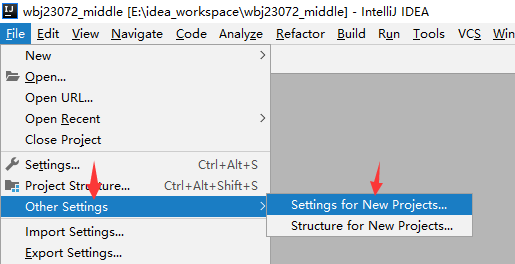 wbj23072_middle [E:\idea_workspace\wbj23072_middle] - IntelliJ IDEA
File Edit View Navigate Code Analyze Refactor Build Run Tools VCS Win
New
Open...
Open URL...
Open Recent
Close Project
Settings... Ctrl+Alt+S
Project Structure... Ctrl+Alt+Shift+S
Other Settings
Settings for New Projects...
Structure for New Projects...
Import Settings...
Export Settings...